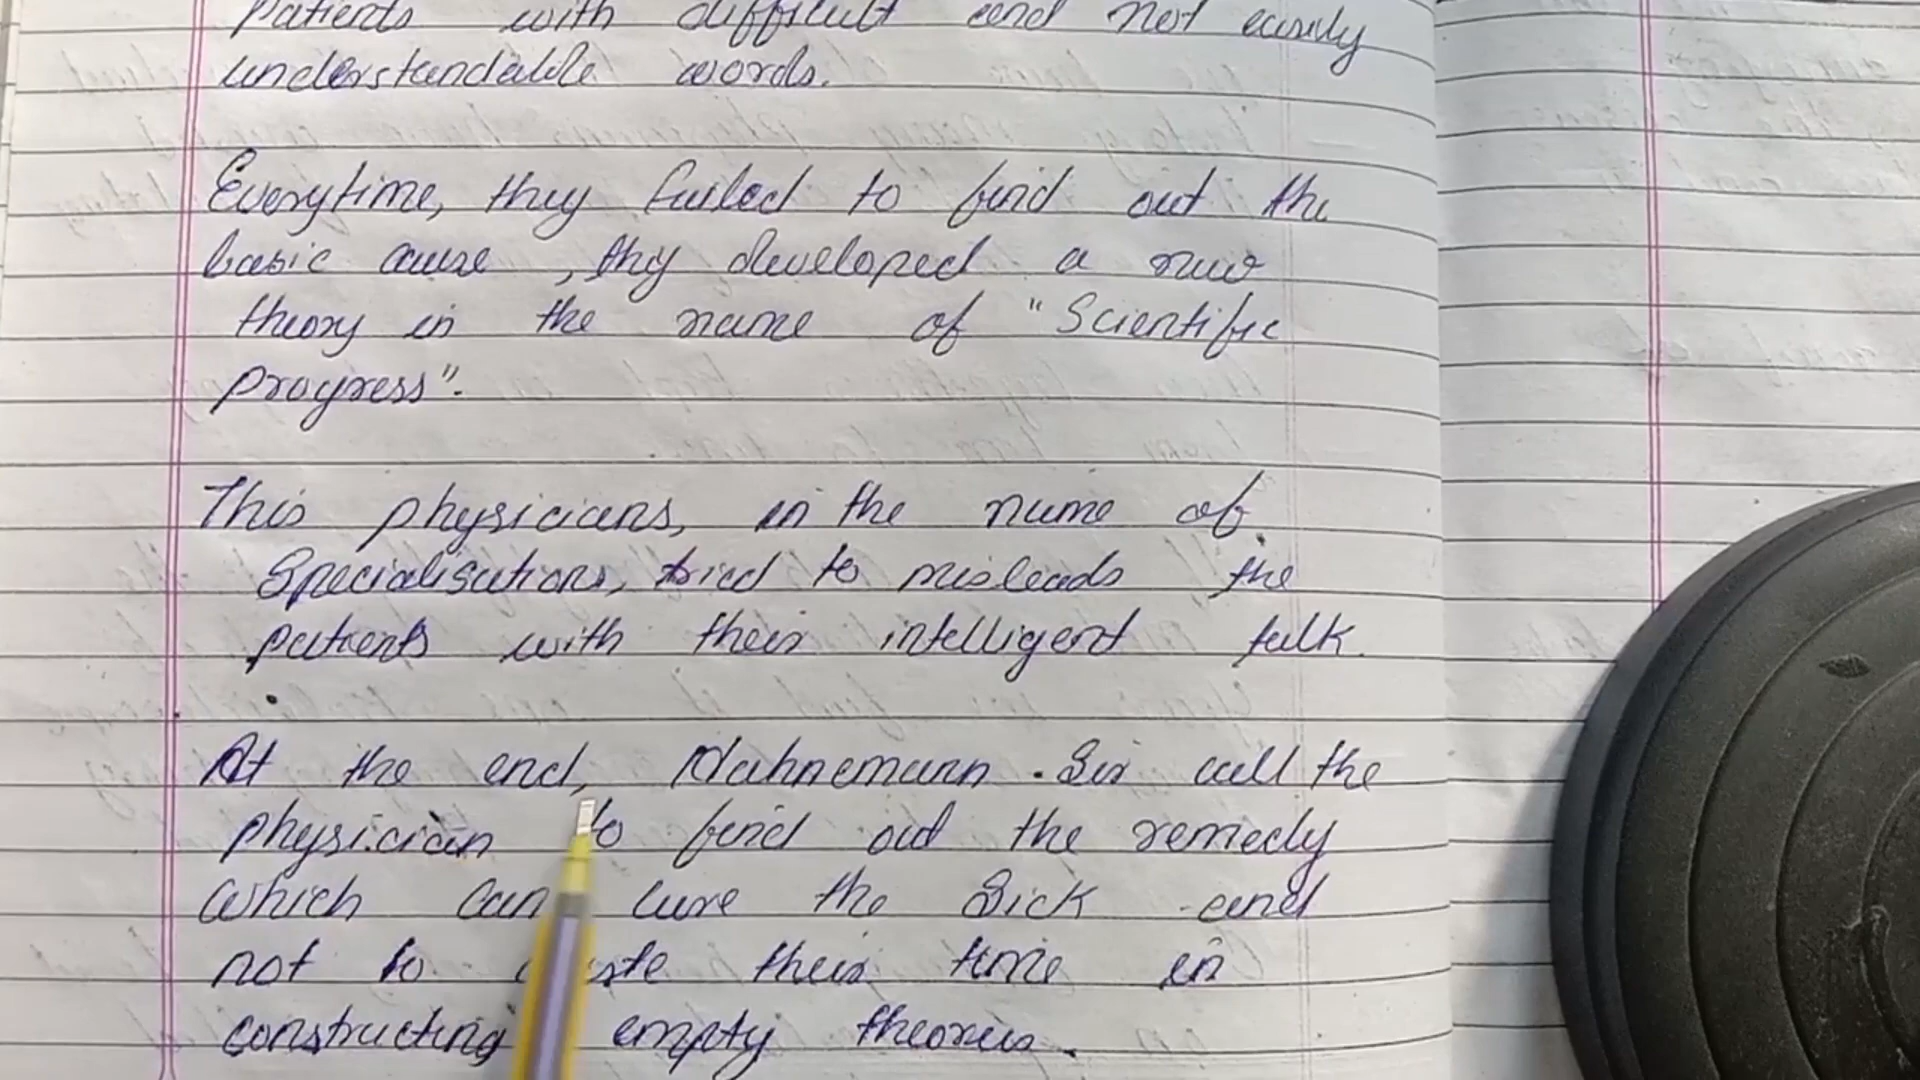 patients with difficult and not easily
understandable words.
Everytime, they failed to find out the
basic cause, thy developed a new
theory in the name of "Scientific
progress".
This physicians, in the name of
Specialisations, tried to misleads the
patients with their intelligent talk.
At the end, Hahnemann. Sir call the
physician to find out the remedy
which can cure the Sick and
not to their time in
constructing empty theories.